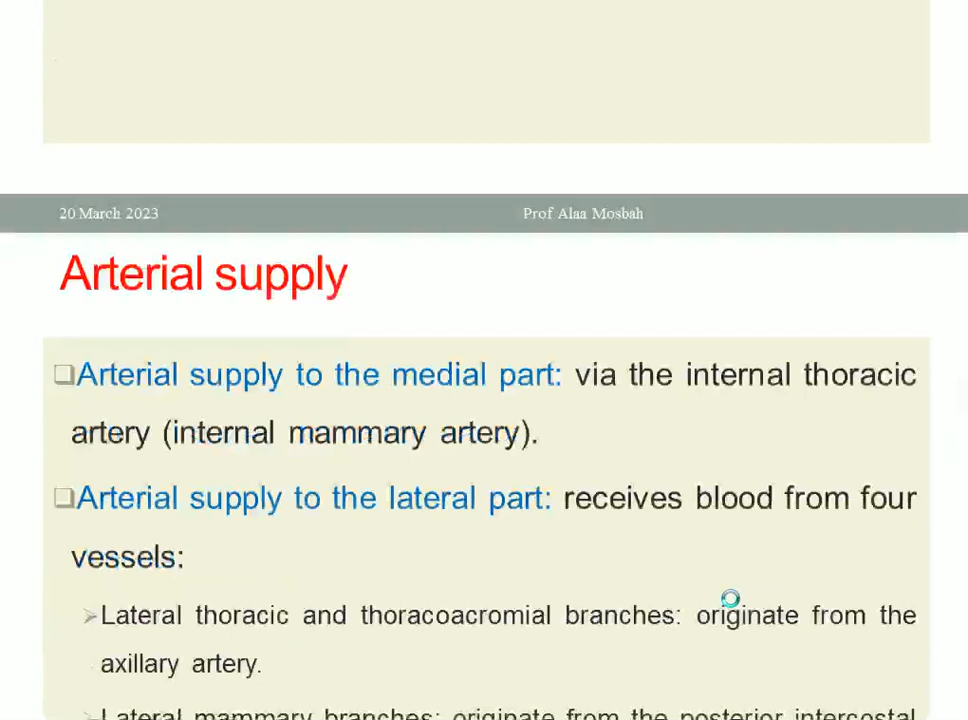 20 March 2023 Prof Alaa Mosbah
Arterial supply
Arterial supply to the medial part: via the internal thoracic
artery (internal mammary artery).
Arterial supply to the lateral part: receives blood from four
vessels:
Lateral thoracic and thoracoacromial branches: originate from the
axillary artery.
Lateral mammary branches: originate from the posterior intercostal